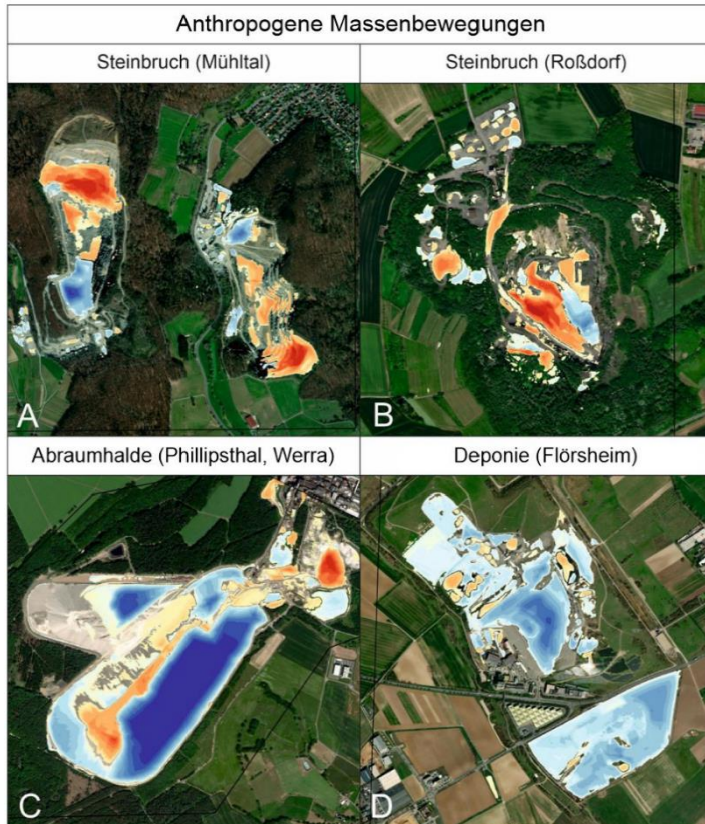 Anthropogene Massenbewegungen
Steinbruch (Mühltal)
Steinbruch (Roßdorf)
A
B
Abraumhalde (Phillipsthal, Werra)
Deponie (Flörsheim)
C
D